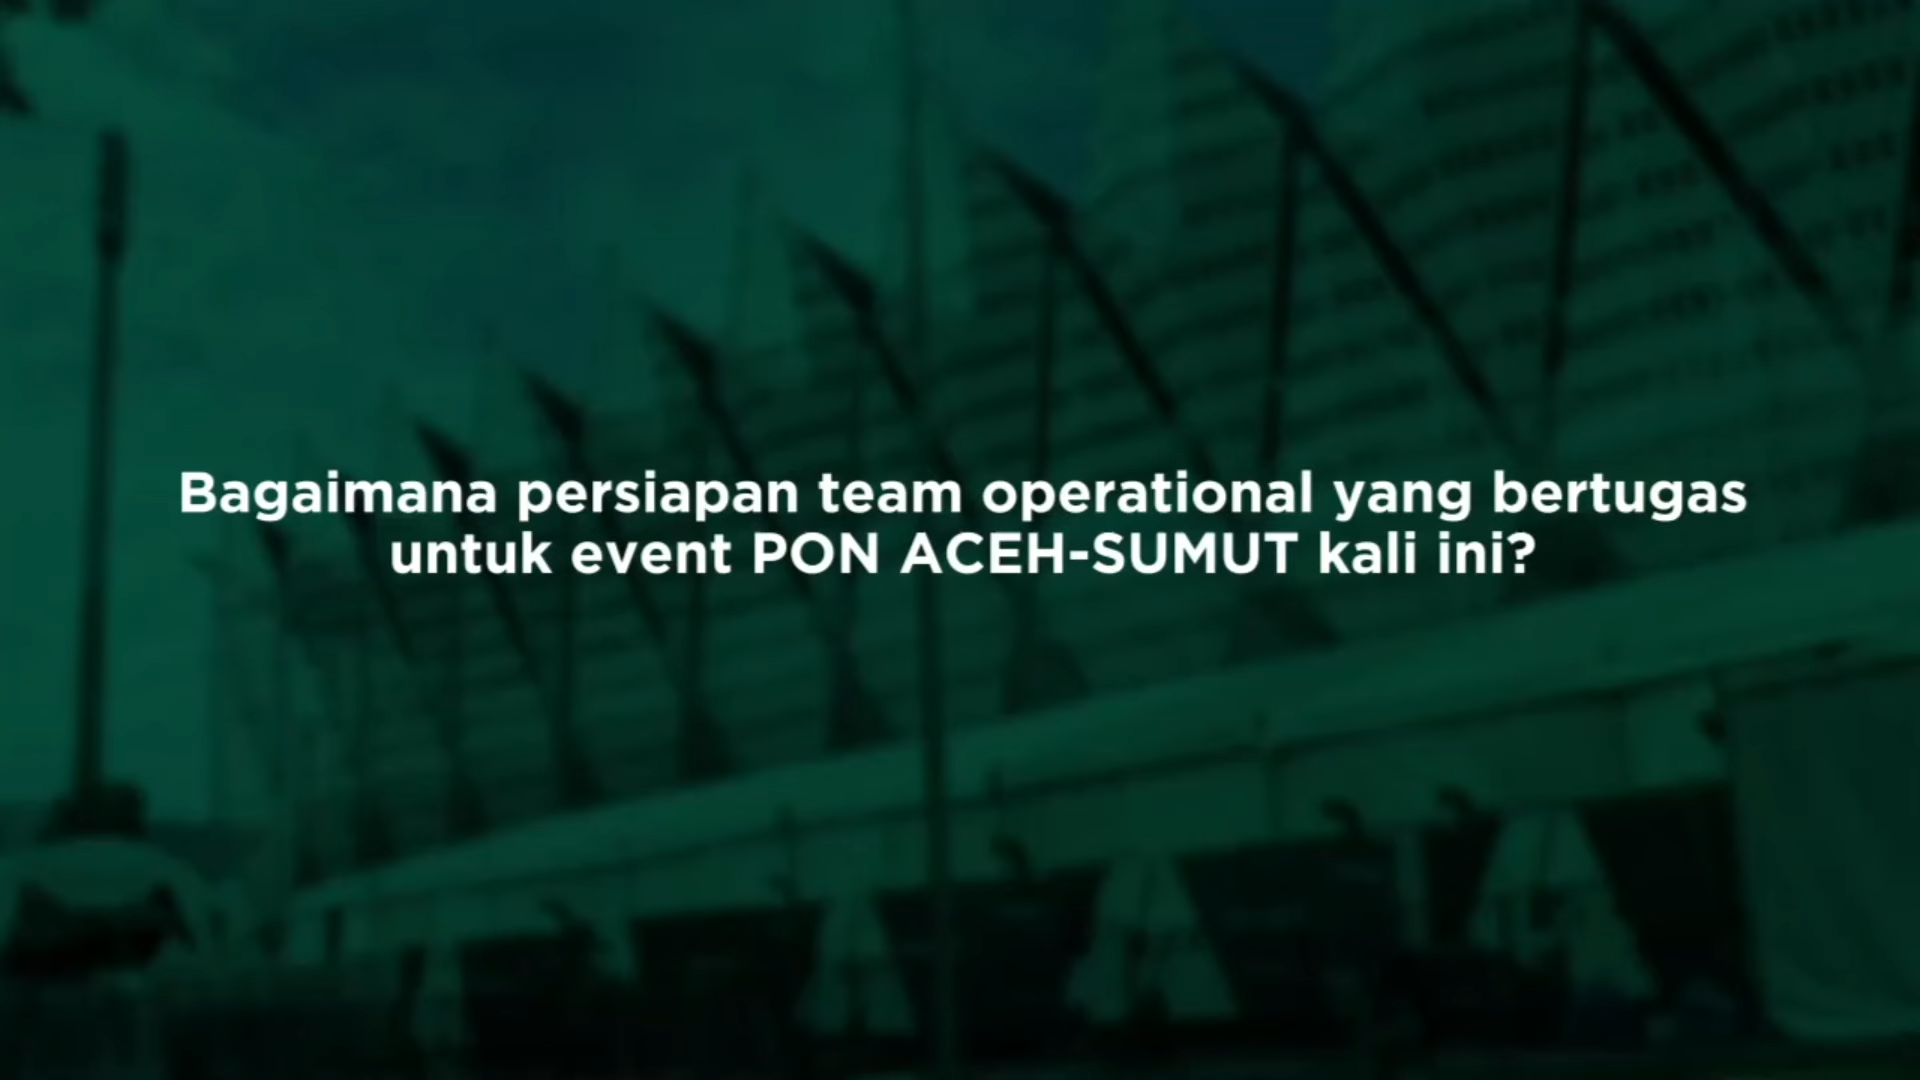 Bagaimana persiapan team operational yang bertugas
untuk event PON ACEH-SUMUT kali ini?